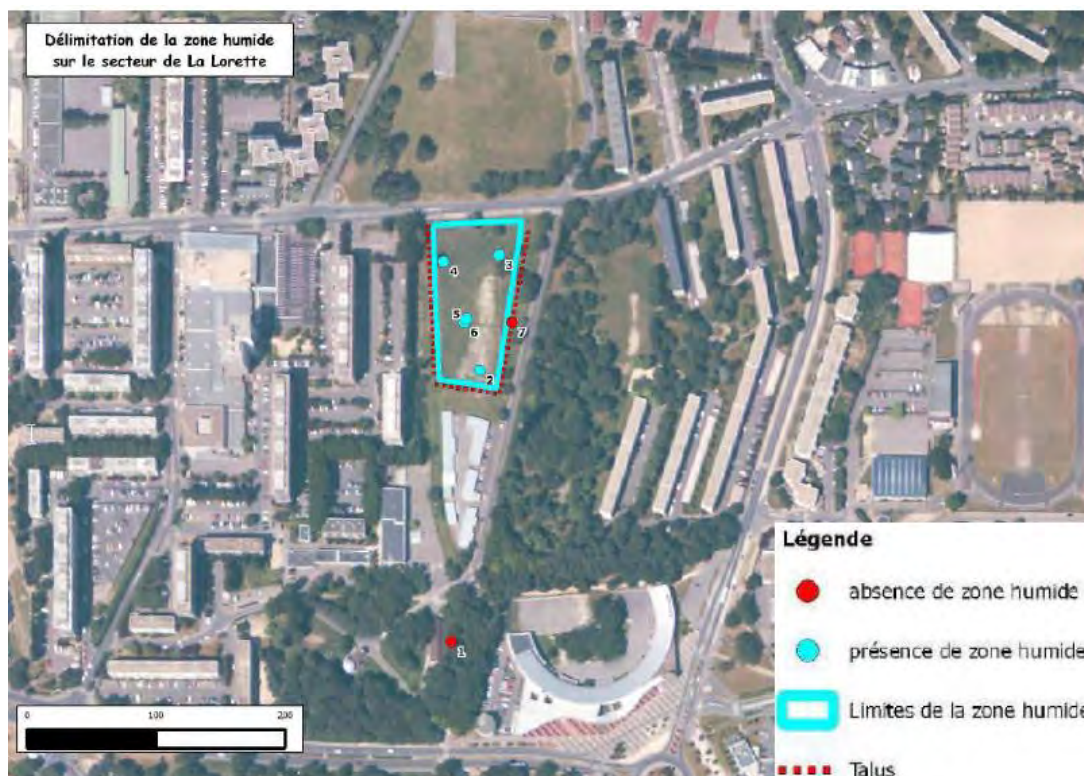 Délimitation de la zone humide
sur le secteur de La Lorette
4
3
5
6
7
2
1
0 100 200
Légende
absence de zone humide
présence de zone humide
Limites de la zone humide
Talus